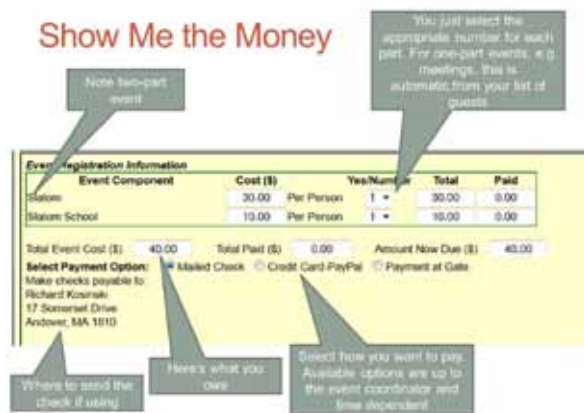 Show Me the Money
You just select the
appropriate number for each
part. For one-part events, e.g.
meetings, this is
automatic from your list of
guests
Note two-part
event
Event Registration Information
Event Component Cost ($) Yes/Number Total Paid
Slalom 30.00 Per Person 1 30.00 0.00
Slalom School 10.00 Per Person 1 10.00 0.00
Total Event Cost ($) 40.00 Total Paid ($) 0.00 Amount Now Due ($) 40.00
Select Payment Option: Mailed Check Credit Card-PayPal Payment at Gate
Make checks payable to:
Richard Kosinski
17 Somerset Drive
Andover, MA 1810
Where to send the
check if using
Here's what you
owe
Select how you want to pay.
Available options are up to
the event coordinator and
time dependent